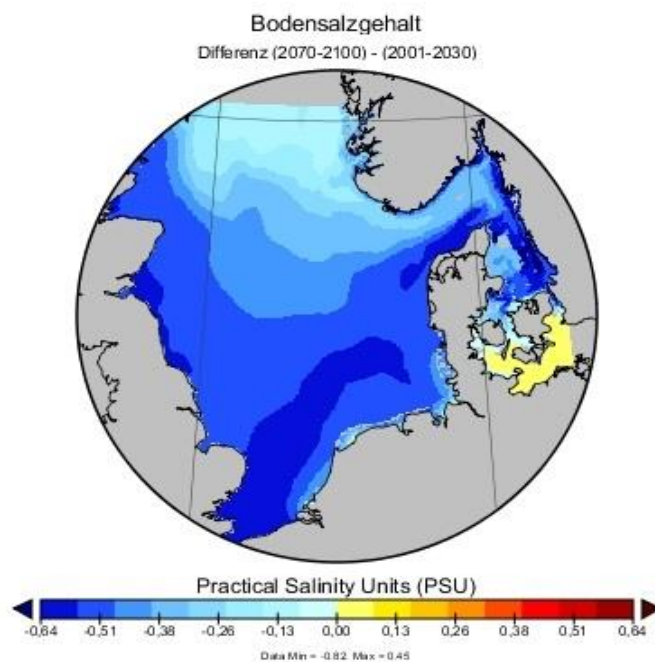 Bodensalzgehalt
Differenz (2070-2100) - (2001-2030)
Practical Salinity Units (PSU)
-0,64 -0,51 -0,38 -0,26 -0,13 0,00 0,13 0,26 0,38 0,51 0,64
Data Min = -0.82 Max = 0.45